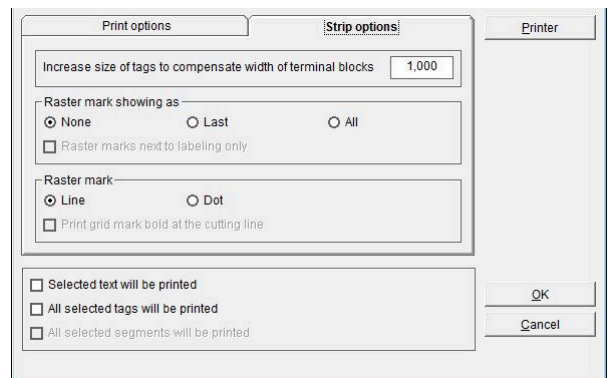 Print options
Strip options
Printer
Increase size of tags to compensate width of terminal blocks 1,000
Raster mark showing as
None Last All
Raster marks next to labeling only
Raster mark
Line Dot
Print grid mark bold at the cutting line
Selected text will be printed
All selected tags will be printed
All selected segments will be printed
OK
Cancel